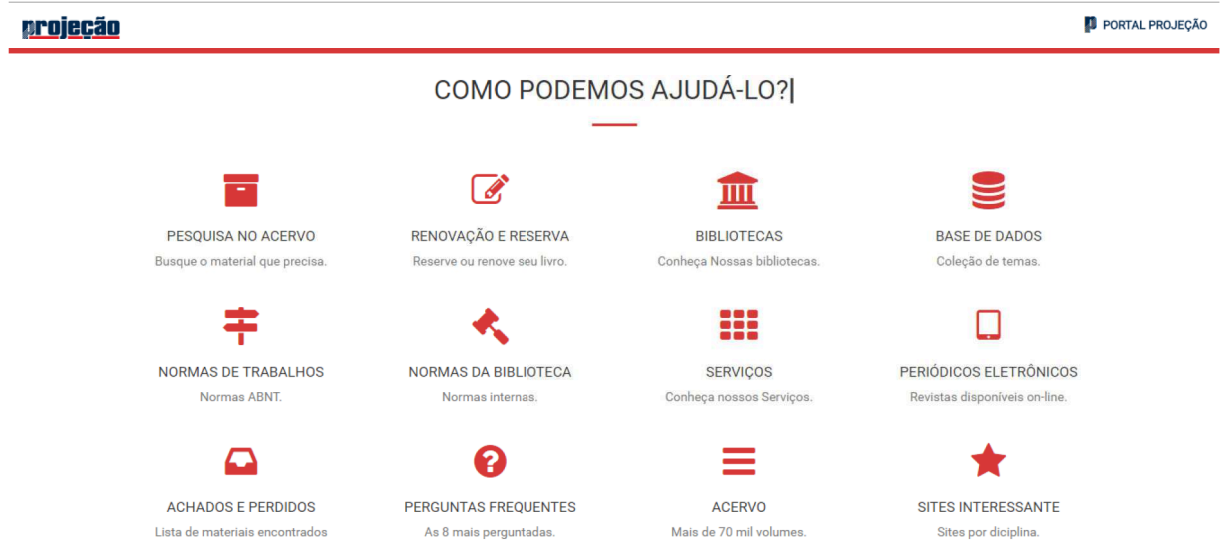 projeção
PORTAL PROJEÇÃO
COMO PODEMOS AJUDÁ-LO?
PESQUISA NO ACERVO
Busque o material que precisa.
RENOVAÇÃO E RESERVA
Reserve ou renove seu livro.
BIBLIOTECAS
Conheça Nossas bibliotecas.
BASE DE DADOS
Coleção de temas.
NORMAS DE TRABALHOS
Normas ABNT.
NORMAS DA BIBLIOTECA
Normas internas.
SERVIÇOS
Conheça nossos Serviços.
PERIÓDICOS ELETRÔNICOS
Revistas disponíveis on-line.
ACHADOS E PERDIDOS
Lista de materiais encontrados
PERGUNTAS FREQUENTES
As 8 mais perguntadas.
ACERVO
Mais de 70 mil volumes.
SITES INTERESSANTE
Sites por diciplina.